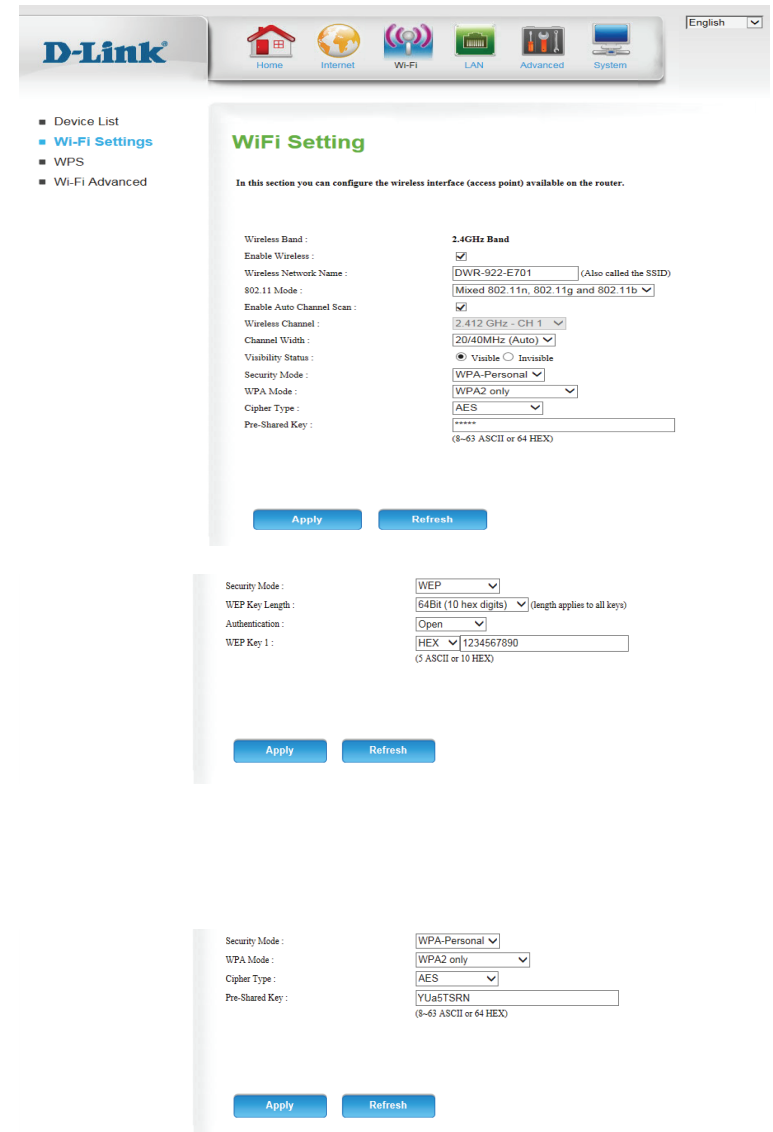 English
D-Link
Home Internet Wi-Fi LAN Advanced System
Device List
Wi-Fi Settings
WPS
Wi-Fi Advanced
WiFi Setting
In this section you can configure the wireless interface (access point) available on the router.
Wireless Band : 2.4GHz Band
Enable Wireless :
Wireless Network Name : DWR-922-E701 (Also called the SSID)
802.11 Mode : Mixed 802.11n, 802.11g and 802.11b
Enable Auto Channel Scan :
Wireless Channel : 2.412 GHz - CH 1
Channel Width : 20/40MHz (Auto)
Visibility Status : Visible Invisible
Security Mode : WPA-Personal
WPA Mode : WPA2 only
Cipher Type : AES
Pre-Shared Key : *****
(8~63 ASCII or 64 HEX)
Apply Refresh
Security Mode : WEP
WEP Key Length : 64Bit (10 hex digits) (length applies to all keys)
Authentication : Open
WEP Key 1 : HEX 1234567890
(5 ASCII or 10 HEX)
Apply Refresh
Security Mode : WPA-Personal
WPA Mode : WPA2 only
Cipher Type : AES
Pre-Shared Key : YUa5TSRN
(8~63 ASCII or 64 HEX)
Apply Refresh